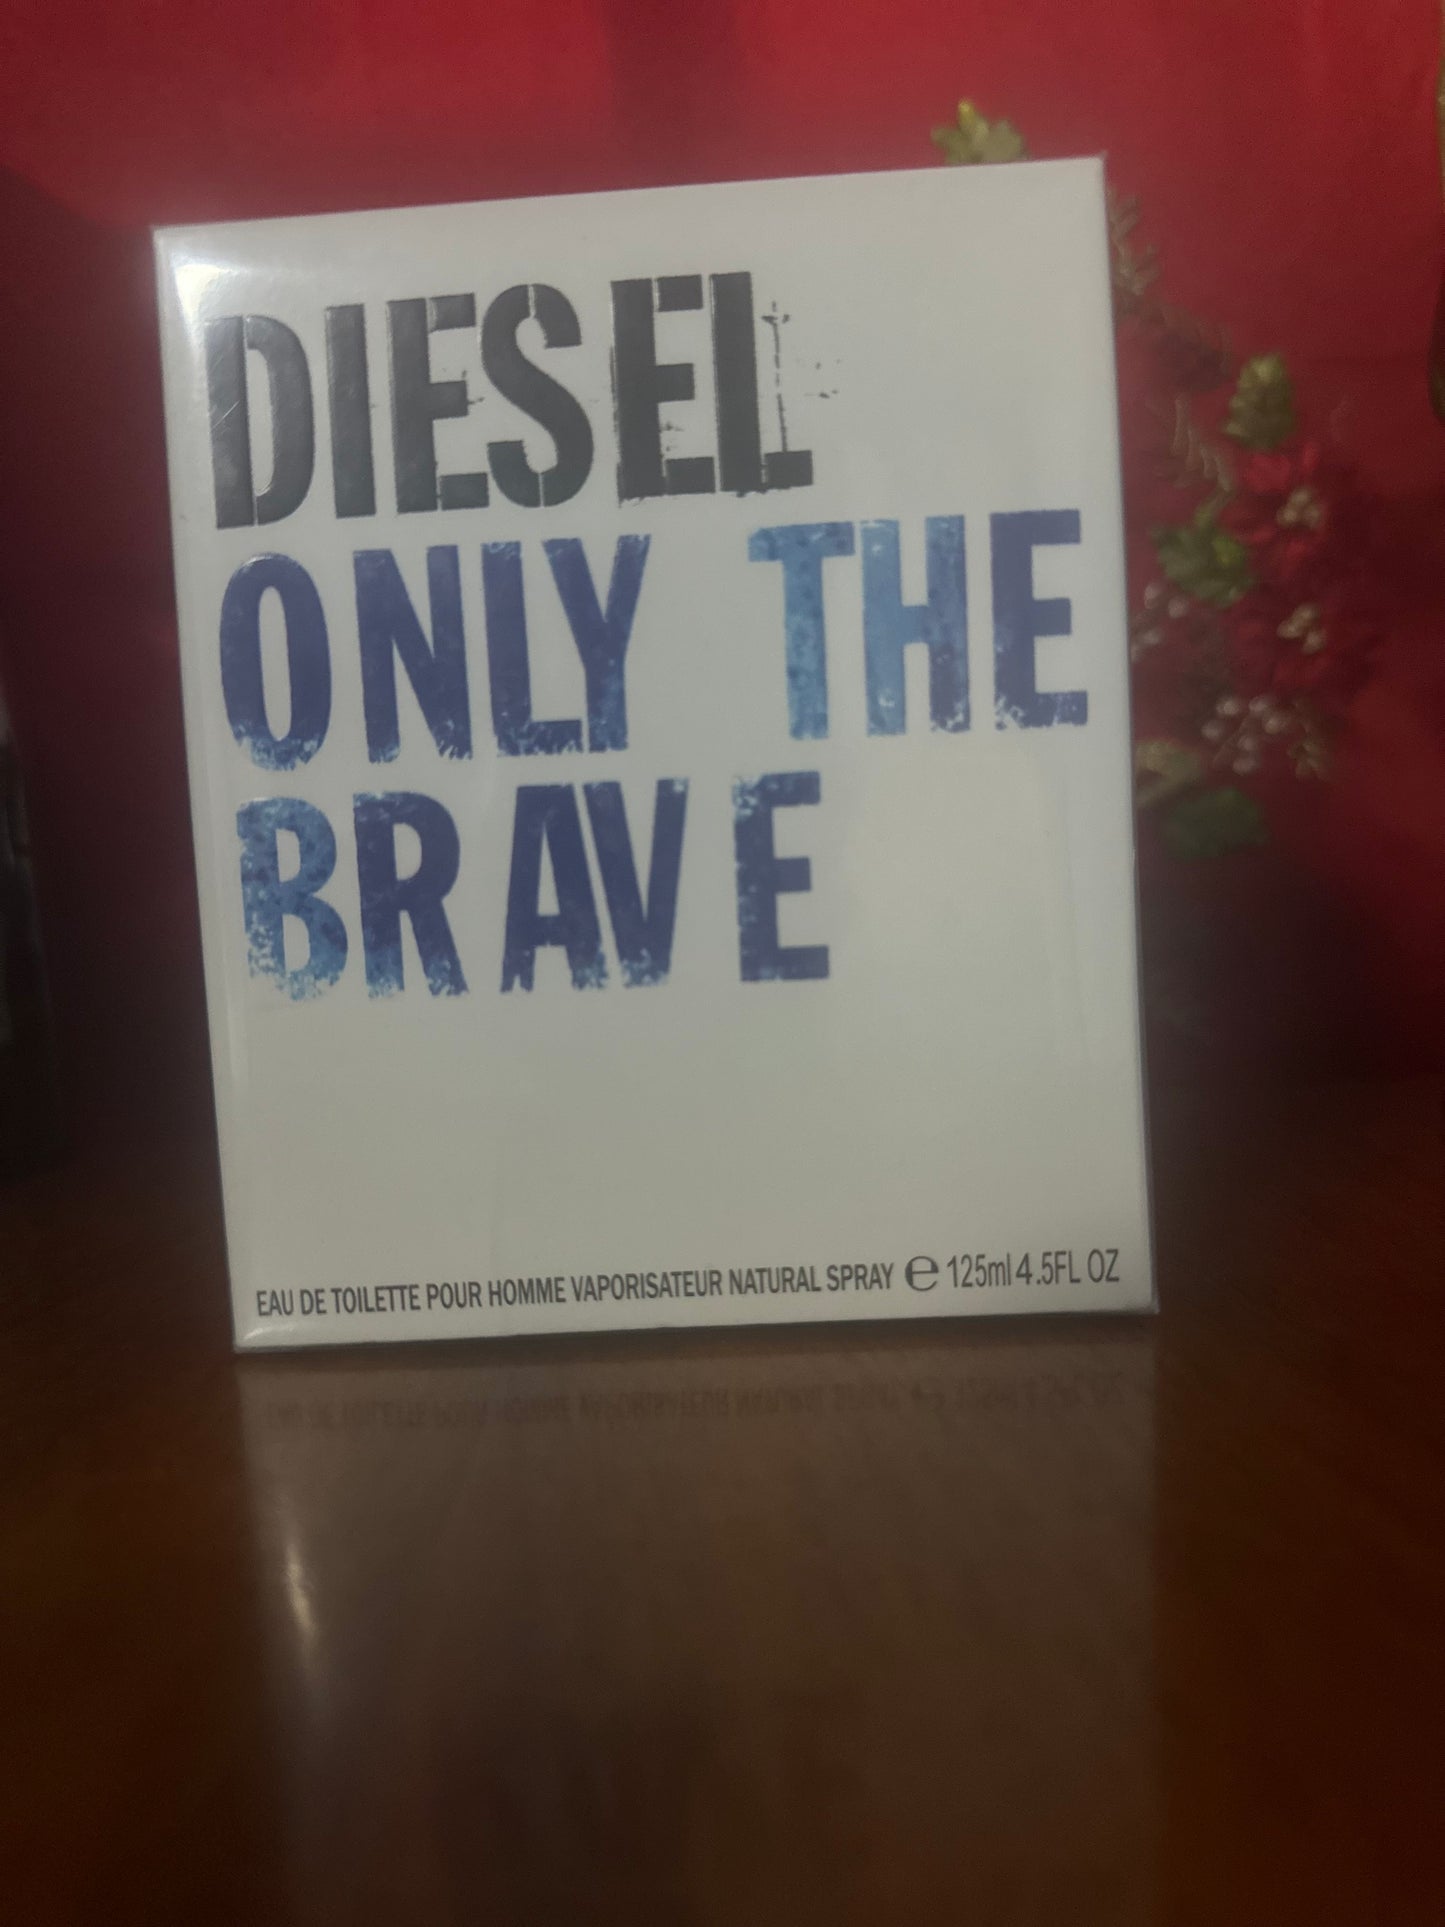 DIESEL
ONLY THE
BRAVE
EAU DE TOILETTE POUR HOMME VAPORISATEUR NATURAL SPRAY ℮ 125ml 4.5FL OZ